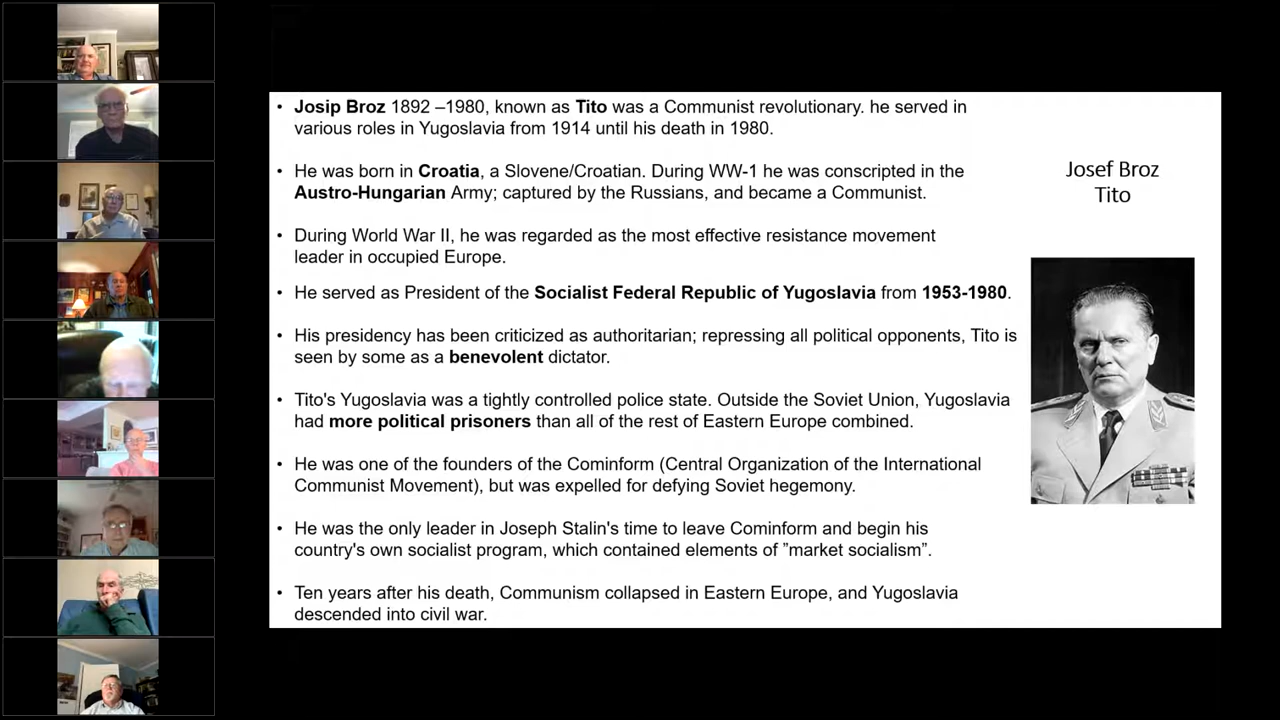 • Josip Broz 1892 –1980, known as Tito was a Communist revolutionary. he served in
various roles in Yugoslavia from 1914 until his death in 1980.
• He was born in Croatia, a Slovene/Croatian. During WW-1 he was conscripted in the
Austro-Hungarian Army; captured by the Russians, and became a Communist.
• During World War II, he was regarded as the most effective resistance movement
leader in occupied Europe.
• He served as President of the Socialist Federal Republic of Yugoslavia from 1953-1980.
• His presidency has been criticized as authoritarian; repressing all political opponents, Tito is
seen by some as a benevolent dictator.
• Tito's Yugoslavia was a tightly controlled police state. Outside the Soviet Union, Yugoslavia
had more political prisoners than all of the rest of Eastern Europe combined.
• He was one of the founders of the Cominform (Central Organization of the International
Communist Movement), but was expelled for defying Soviet hegemony.
• He was the only leader in Joseph Stalin's time to leave Cominform and begin his
country's own socialist program, which contained elements of ”market socialism”.
• Ten years after his death, Communism collapsed in Eastern Europe, and Yugoslavia
descended into civil war.
Josef Broz
Tito